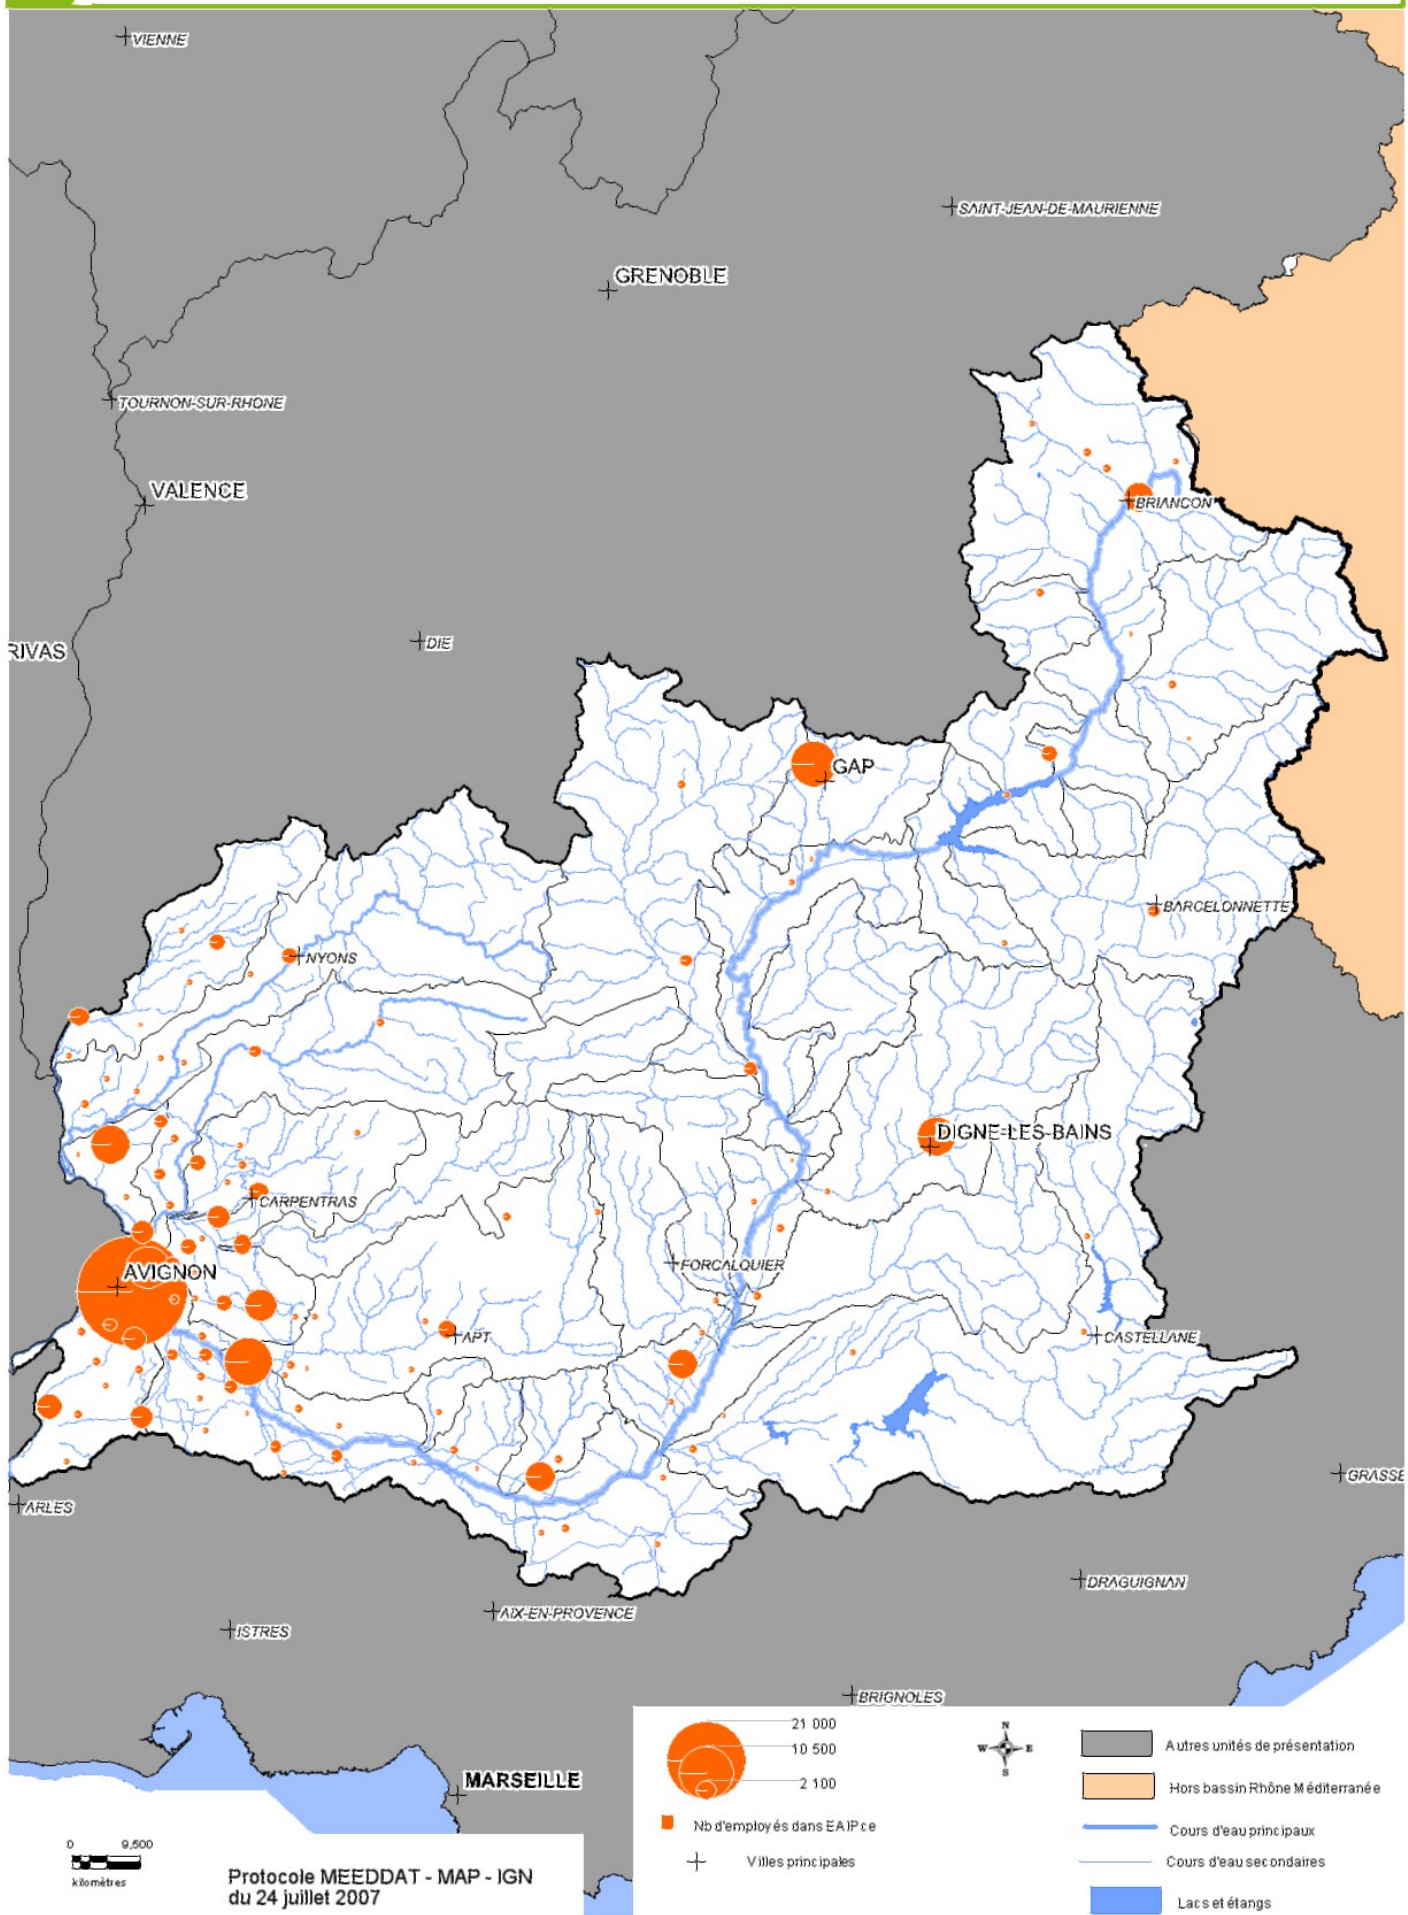 VIENNE
SAINT-JEAN-DE-MAURIENNE
GRENOBLE
TOURNON-SUR-RHONE
VALENCE
BRIANCON
DIE
RIVAS
GAP
BARCELONNETTE
NYONS
DIGNE-LES-BAINS
CARPENTRAS
FORCALQUIER
AVIGNON
APT
CASTELLANE
GRASSE
ARLES
DRAGUIGNAN
AIX-EN-PROVENCE
ISTRES
BRIGNOLES
MARSEILLE
21 000
10 500
2 100
Nb d'employés dans EAIPce
Villes principales
N
W E
S
Autres unités de présentation
Hors bassin Rhône Méditerranée
Cours d'eau principaux
Cours d'eau secondaires
Lacs et étangs
0 9,500
kilomètres
Protocole MEEDDAT - MAP - IGN
du 24 juillet 2007